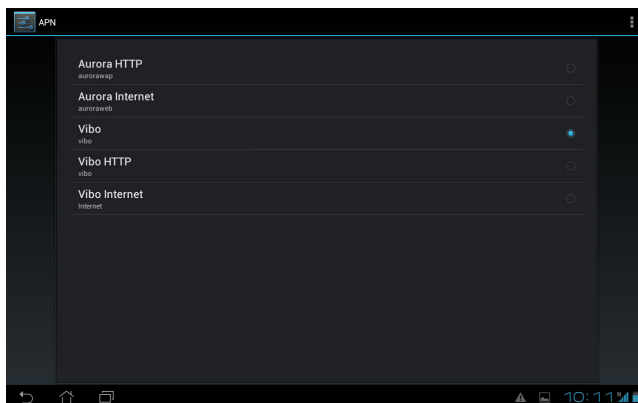 APN
Aurora HTTP
aurorawap
Aurora Internet
auroraweb
Vibo
vibo
Vibo HTTP
vibo
Vibo Internet
Internet
10:11
H